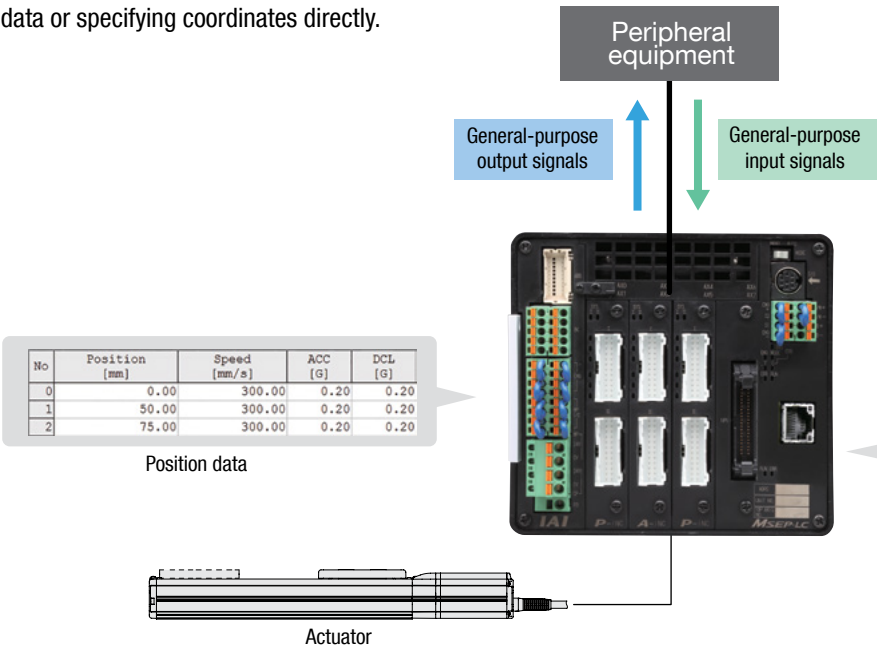 data or specifying coordinates directly.
Peripheral
equipment
General-purpose
output signals
General-purpose
input signals
No Position [mm] Speed [mm/s] ACC [G] DCL [G]
0 0.00 300.00 0.20 0.20
1 50.00 300.00 0.20 0.20
2 75.00 300.00 0.20 0.20
Position data
IAI
MSEP-LC
Actuator